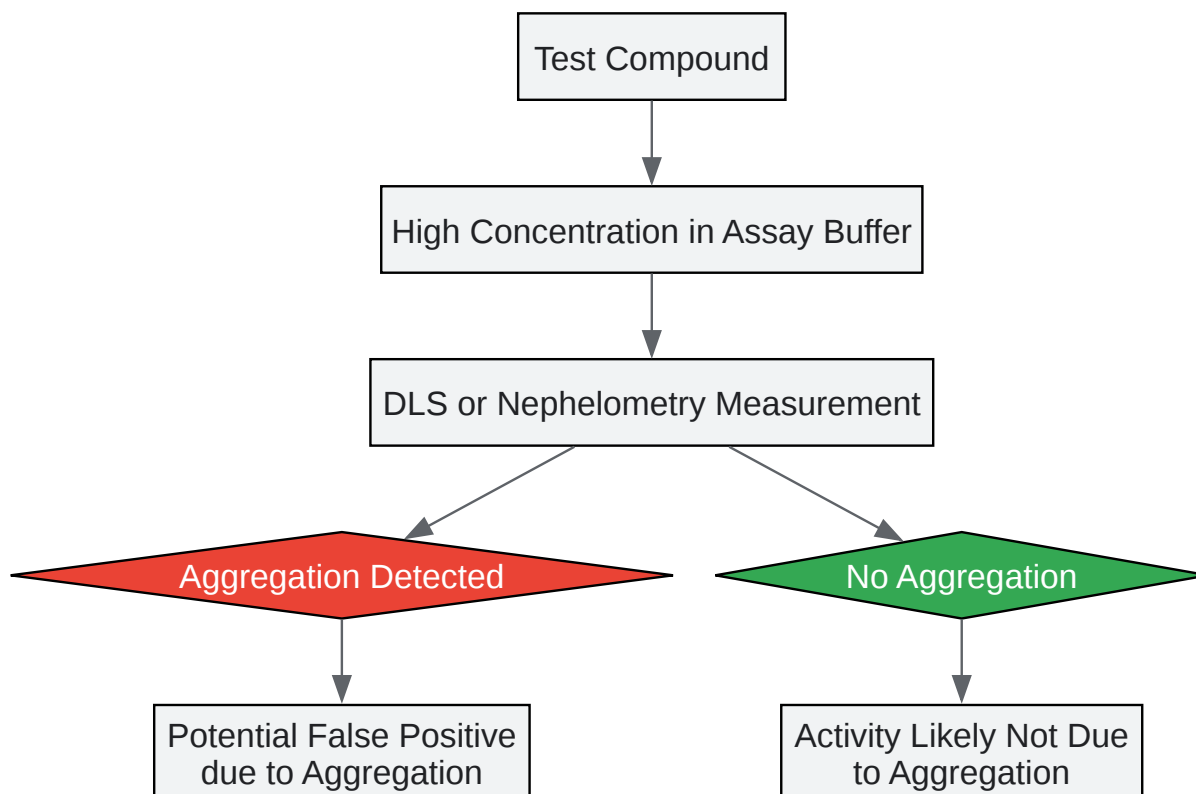 Test Compound
High Concentration in Assay Buffer
DLS or Nephelometry Measurement
Aggregation Detected
No Aggregation
Potential False Positive
due to Aggregation
Activity Likely Not Due
to Aggregation